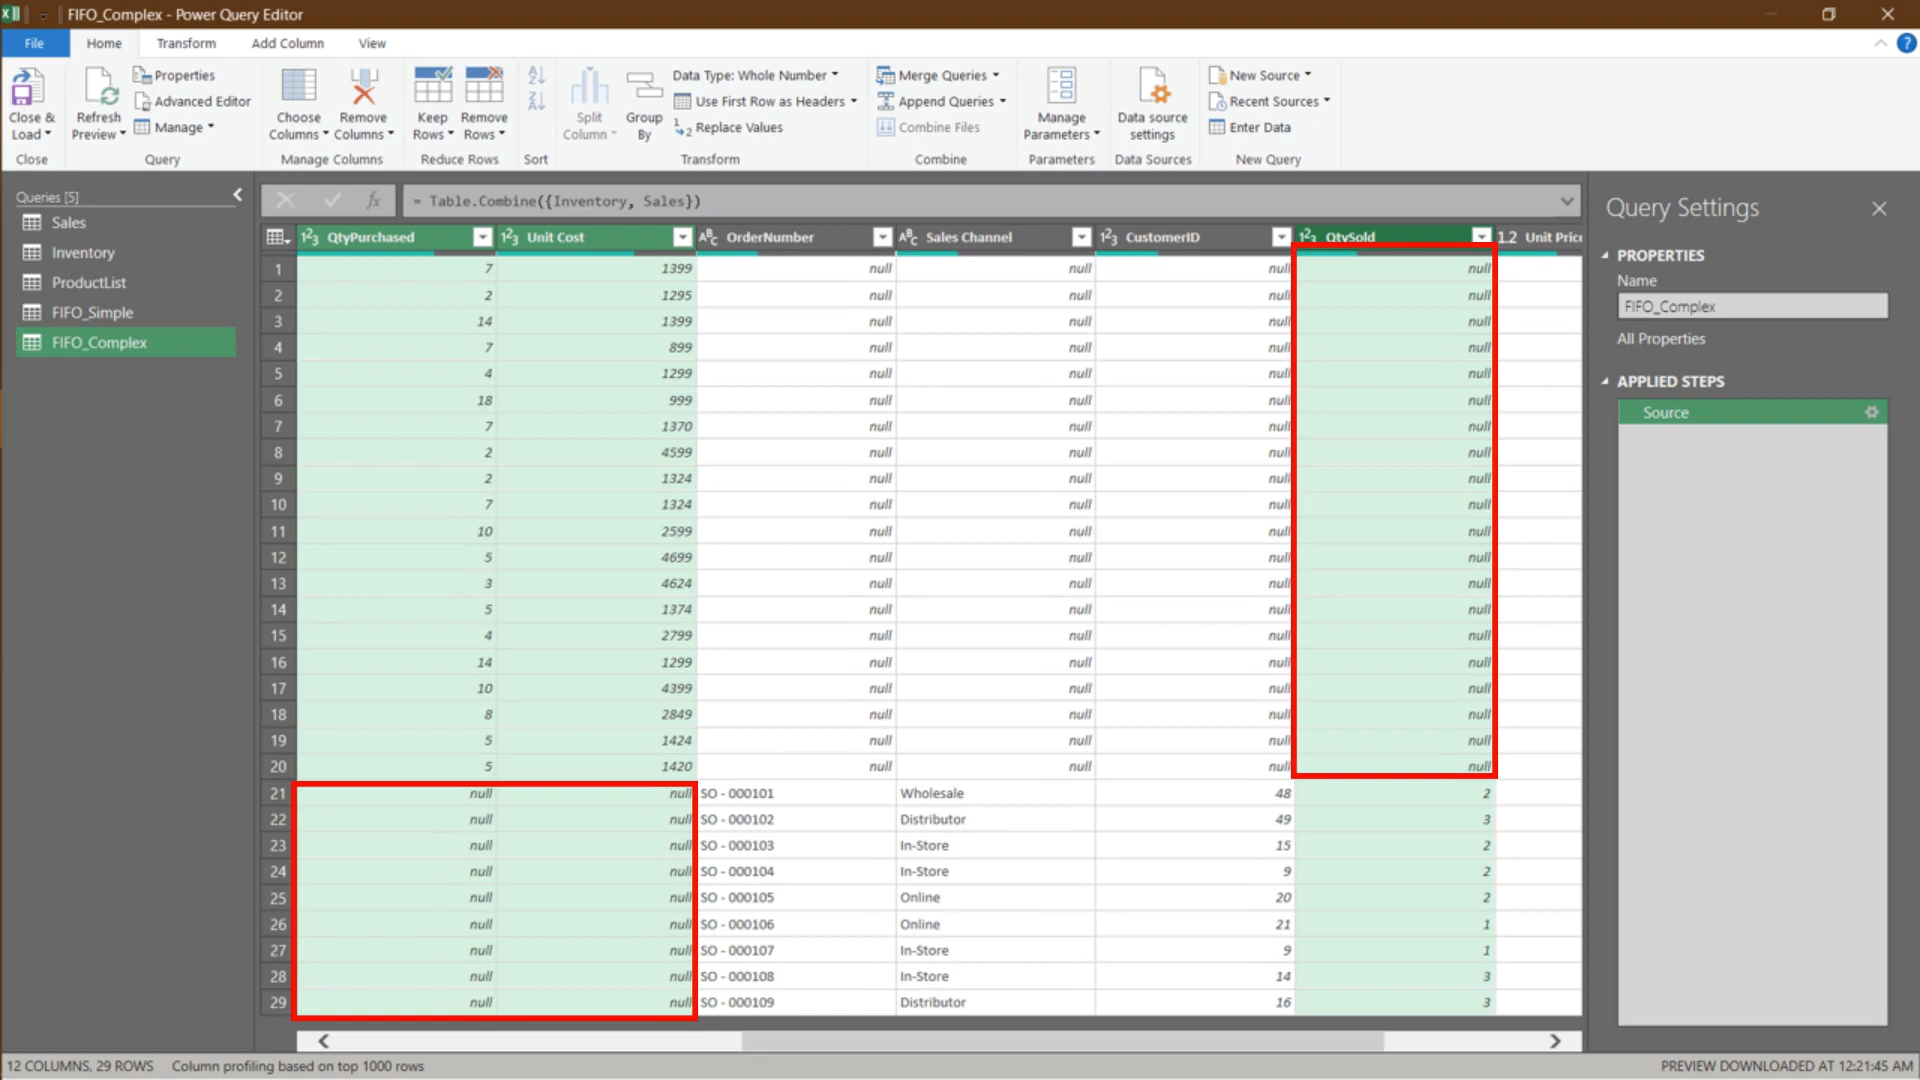 FIFO_Complex - Power Query Editor
File Home Transform Add Column View
Close & Load
Close
Refresh Preview
Properties
Advanced Editor
Manage
Query
Choose Columns
Remove Columns
Manage Columns
Keep Rows
Remove Rows
Reduce Rows
Sort
Split Column
Group By
Data Type: Whole Number
Use First Row as Headers
Replace Values
Transform
Merge Queries
Append Queries
Combine Files
Combine
Manage Parameters
Parameters
Data source settings
Data Sources
New Source
Recent Sources
Enter Data
New Query
Queries [5]
Sales
Inventory
ProductList
FIFO_Simple
FIFO_Complex
fx = Table.Combine({Inventory, Sales})
123 QtyPurchased 123 Unit Cost ABC OrderNumber ABC Sales Channel 123 CustomerID 123 QtySold 1.2 Unit Price
1 7 1399 null null null null
2 2 1295 null null null null
3 14 1399 null null null null
4 7 899 null null null null
5 4 1299 null null null null
6 18 999 null null null null
7 7 1370 null null null null
8 2 4599 null null null null
9 2 1324 null null null null
10 7 1324 null null null null
11 10 2599 null null null null
12 5 4699 null null null null
13 3 4624 null null null null
14 5 1374 null null null null
15 4 2799 null null null null
16 14 1299 null null null null
17 10 4399 null null null null
18 8 2849 null null null null
19 5 1424 null null null null
20 5 1420 null null null null
21 null null SO - 000101 Wholesale 48 2
22 null null SO - 000102 Distributor 49 3
23 null null SO - 000103 In-Store 15 2
24 null null SO - 000104 In-Store 9 2
25 null null SO - 000105 Online 20 2
26 null null SO - 000106 Online 21 1
27 null null SO - 000107 In-Store 9 1
28 null null SO - 000108 In-Store 14 3
29 null null SO - 000109 Distributor 16 3
Query Settings
PROPERTIES
Name
FIFO_Complex
All Properties
APPLIED STEPS
Source
12 COLUMNS, 29 ROWS Column profiling based on top 1000 rows
PREVIEW DOWNLOADED AT 12:21:45 AM